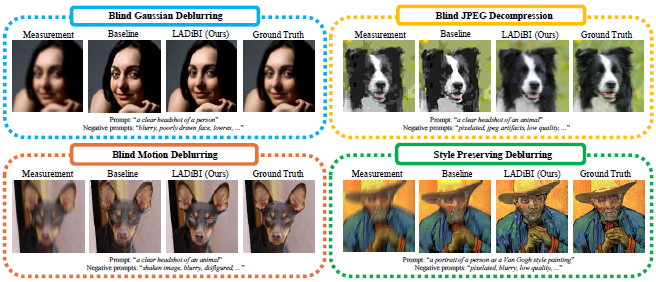 Blind Gaussian Deblurring
Measurement Baseline LADiBI (Ours) Ground Truth
Prompt: "a clear headshot of a person"
Negative prompts: "blurry, poorly drawn face, lowres, ..."
Blind JPEG Decompression
Measurement Baseline LADiBI (Ours) Ground Truth
Prompt: "a clear headshot of an animal"
Negative prompts: "pixelated, jpeg artifacts, low quality, ..."
Blind Motion Deblurring
Measurement Baseline LADiBI (Ours) Ground Truth
Prompt: "a clear headshot of an animal"
Negative prompts: "shaken image, blurry, disfigured, ..."
Style Preserving Deblurring
Measurement Baseline LADiBI (Ours) Ground Truth
Prompt: "a portrait of a person as a Van Gogh style painting"
Negative prompts: "pixelated, blurry, low quality, ..."